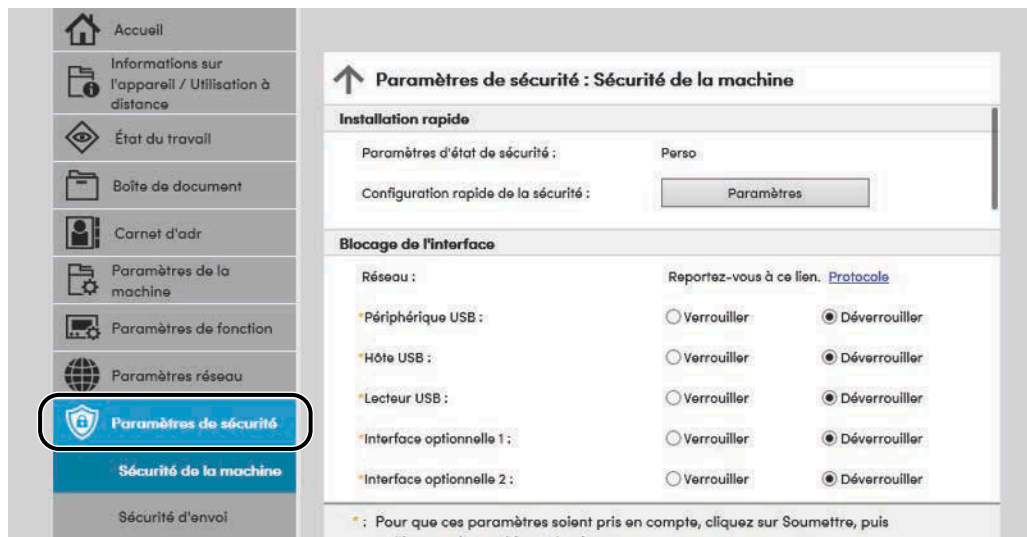 Accueil
Informations sur
l'appareil / Utilisation à
distance
État du travail
Boîte de document
Carnet d'adr
Paramètres de la
machine
Paramètres de fonction
Paramètres réseau
Paramètres de sécurité
Sécurité de la machine
Sécurité d'envoi
Paramètres de sécurité : Sécurité de la machine
Installation rapide
Paramètres d'état de sécurité : Perso
Configuration rapide de la sécurité : Paramètres
Blocage de l'interface
Réseau : Reportez-vous à ce lien. Protocole
*Périphérique USB : Verrouiller Déverrouiller
*Hôte USB : Verrouiller Déverrouiller
*Lecteur USB : Verrouiller Déverrouiller
*Interface optionnelle 1 : Verrouiller Déverrouiller
*Interface optionnelle 2 : Verrouiller Déverrouiller
* : Pour que ces paramètres soient pris en compte, cliquez sur Soumettre, puis